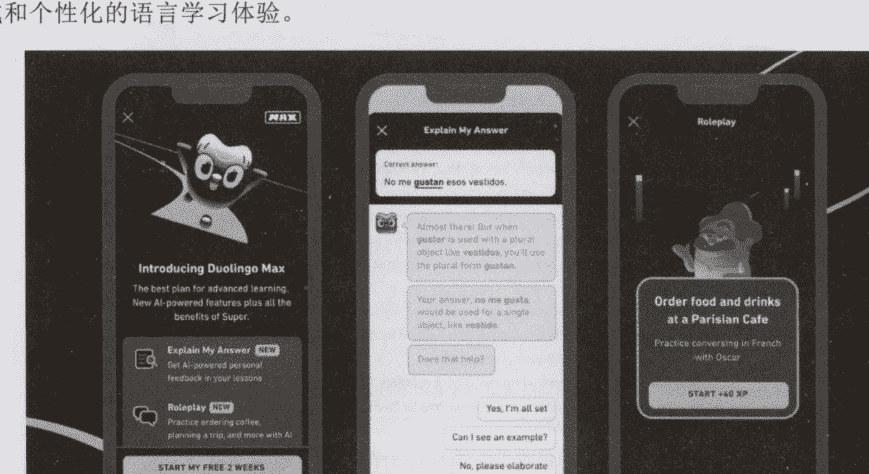 和个性化的语言学习体验。
MAX
Introducing Duolingo Max
The best plan for advanced learning.
New AI-powered features plus all the
benefits of Super.
Explain My Answer NEW
Get AI-powered personal
feedback in your lessons
Roleplay NEW
Practice ordering coffee,
planning a trip, and more with AI
START MY FREE 2 WEEKS
Explain My Answer
Correct answer:
No me gustan esos vestidos.
Almost there! But when
gustar is used with a plural
object like vestidos, you'll use
the plural form gustan.
Your answer, no me gusta,
would be used for a single
object, like vestido.
Does that help?
Yes, I'm all set
Can I see an example?
No, please elaborate
Roleplay
Order food and drinks
at a Parisian Cafe
Practice conversing in French
with Oscar
START +40 XP